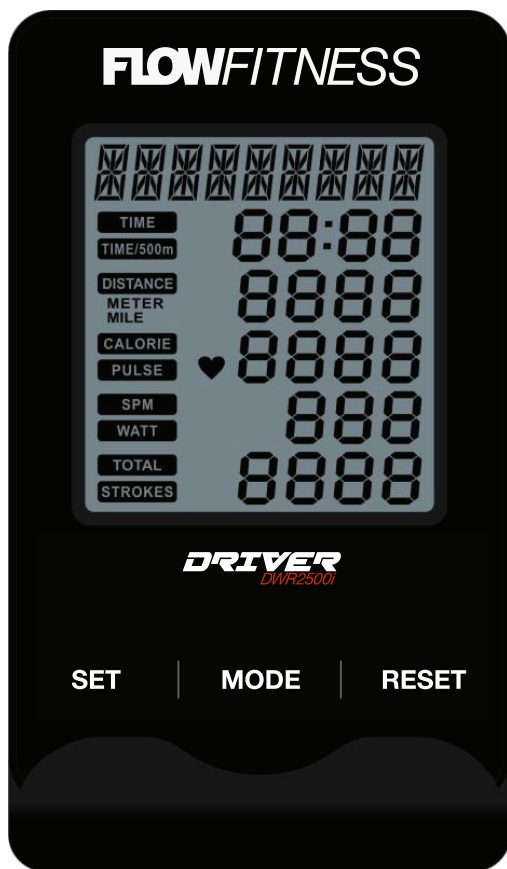 FLOWFITNESS
TIME
88:88
TIME/500m
DISTANCE
8888
METER
MILE
CALORIE
8888
PULSE
SPM
888
WATT
TOTAL
8888
STROKES
DRIVER
DWR2500i
SET MODE RESET